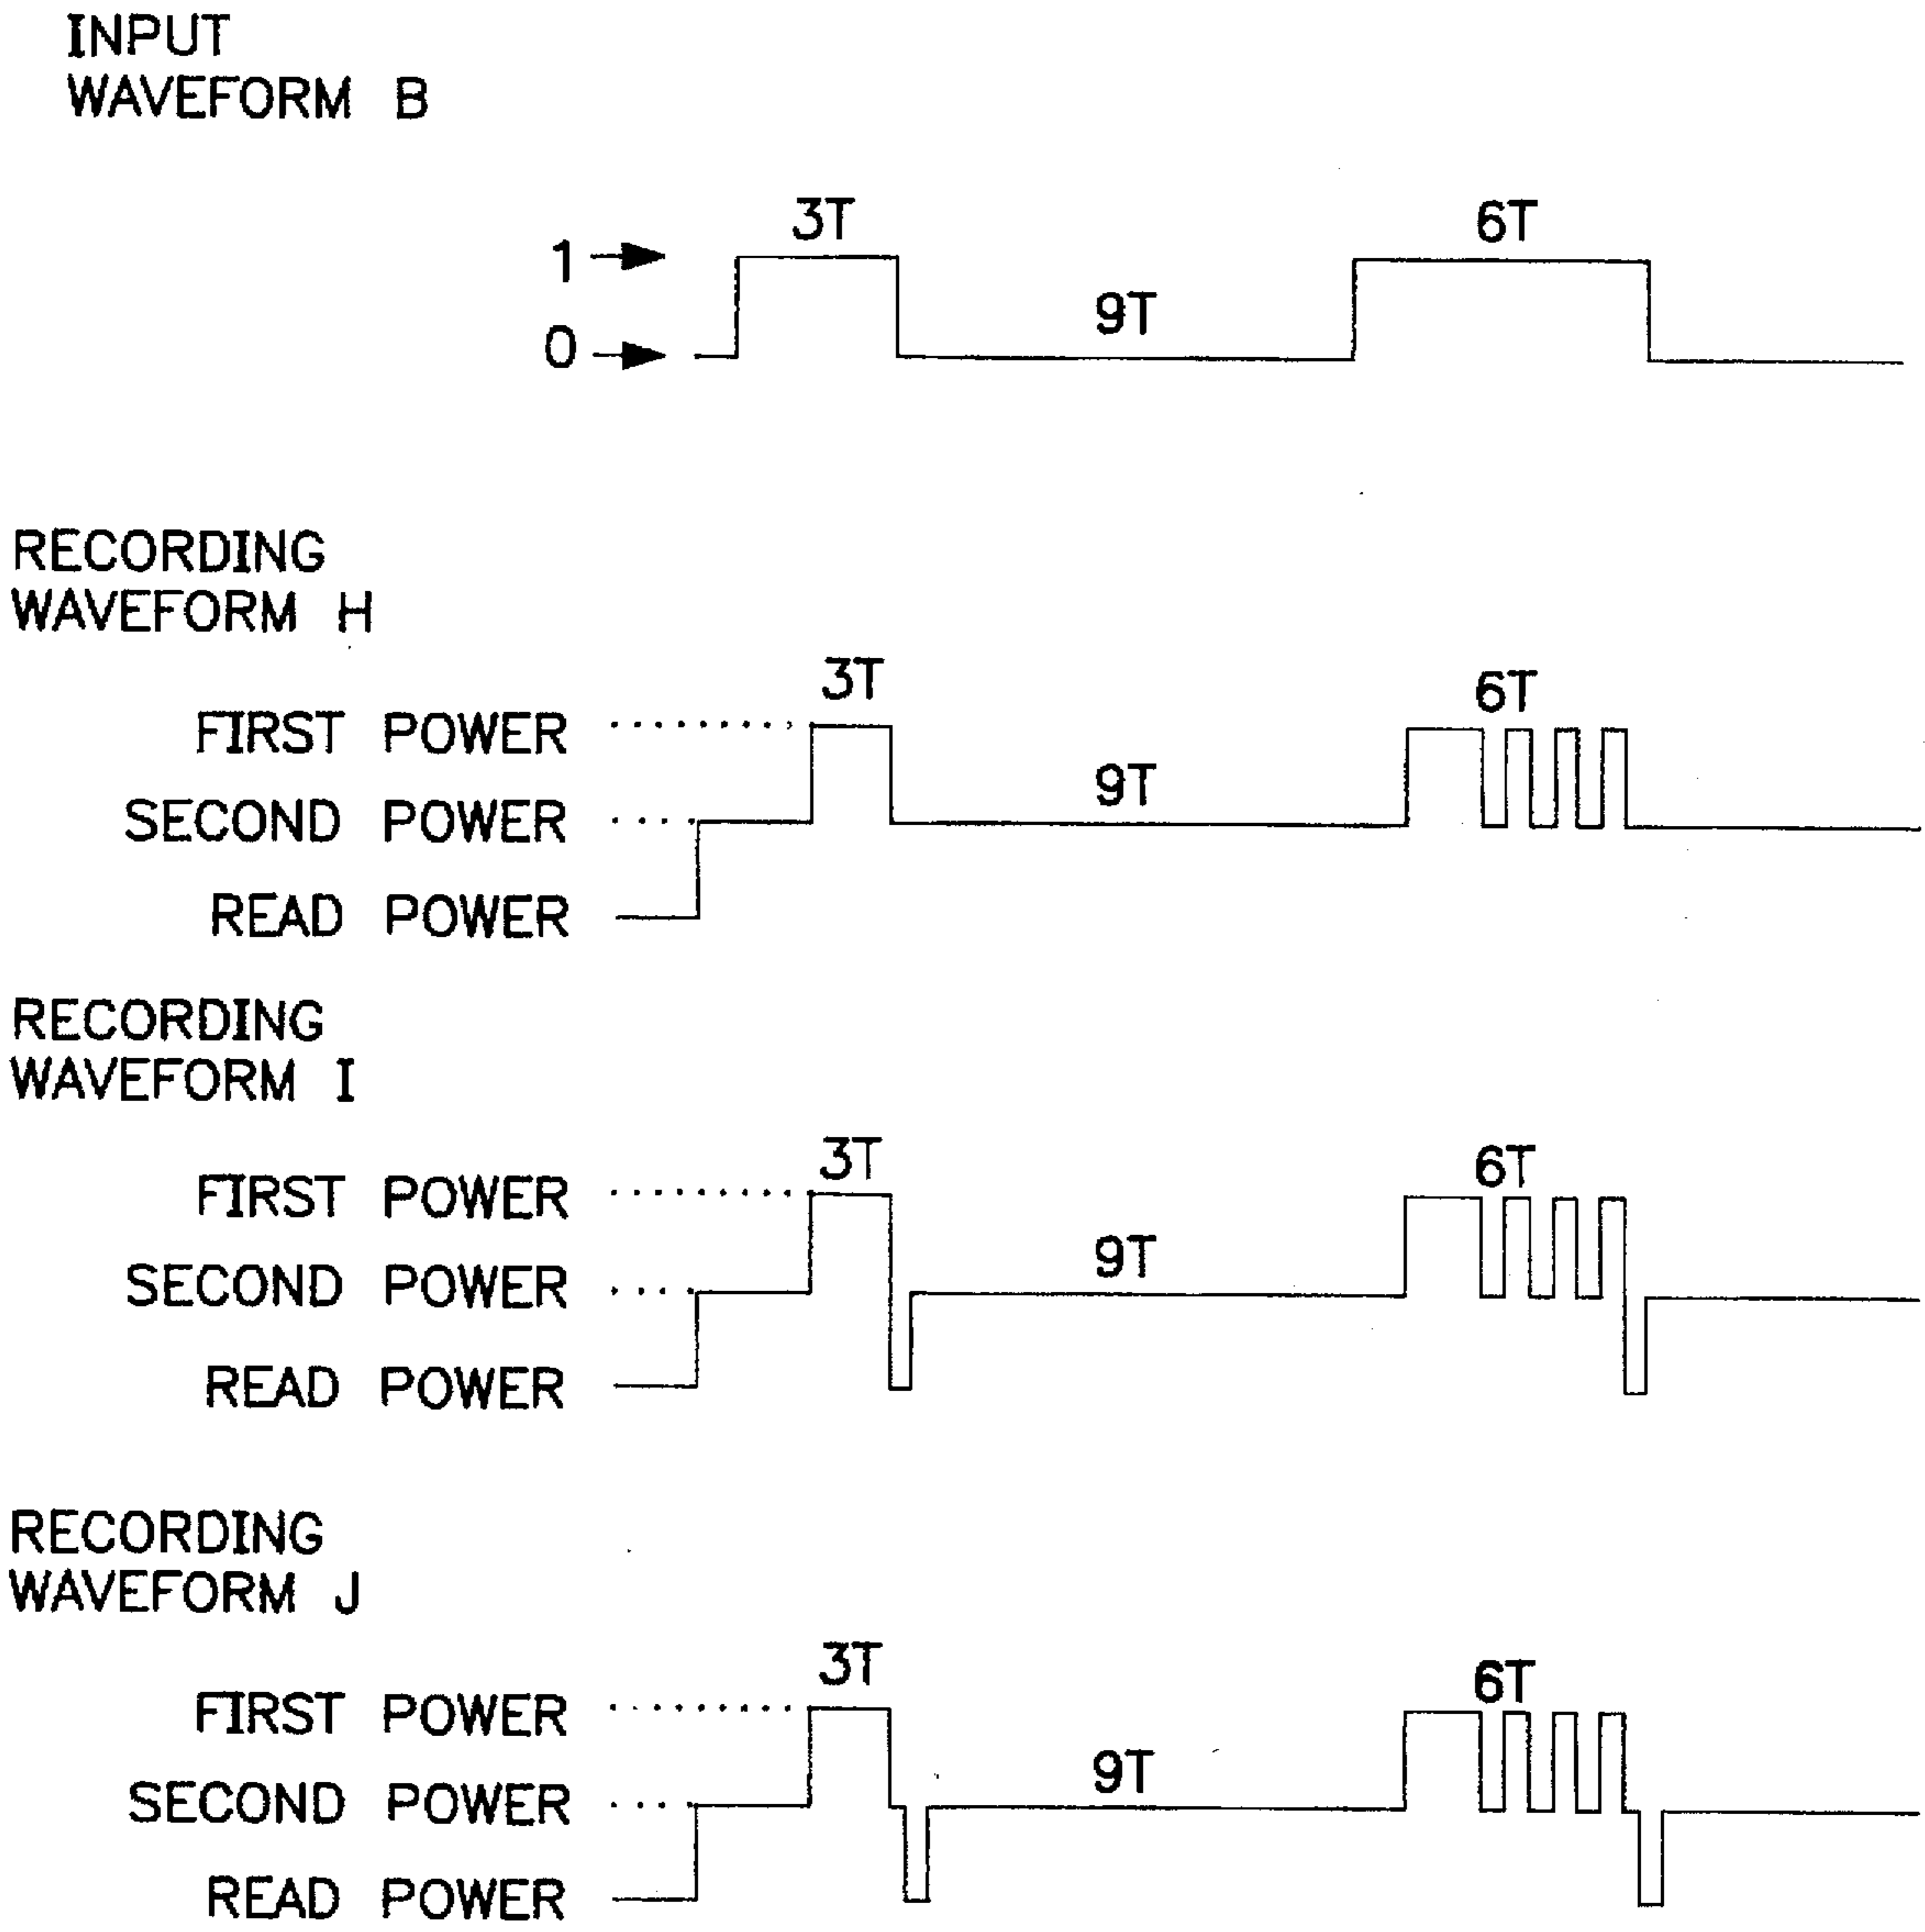 INPUT
WAVEFORM B
3T
6T
1
9T
0
RECORDING
WAVEFORM H
3T
6T
FIRST POWER
9T
SECOND POWER
READ POWER
RECORDING
WAVEFORM I
3T
6T
FIRST POWER
9T
SECOND POWER
READ POWER
RECORDING
WAVEFORM J
3T
6T
FIRST POWER
9T
SECOND POWER
READ POWER